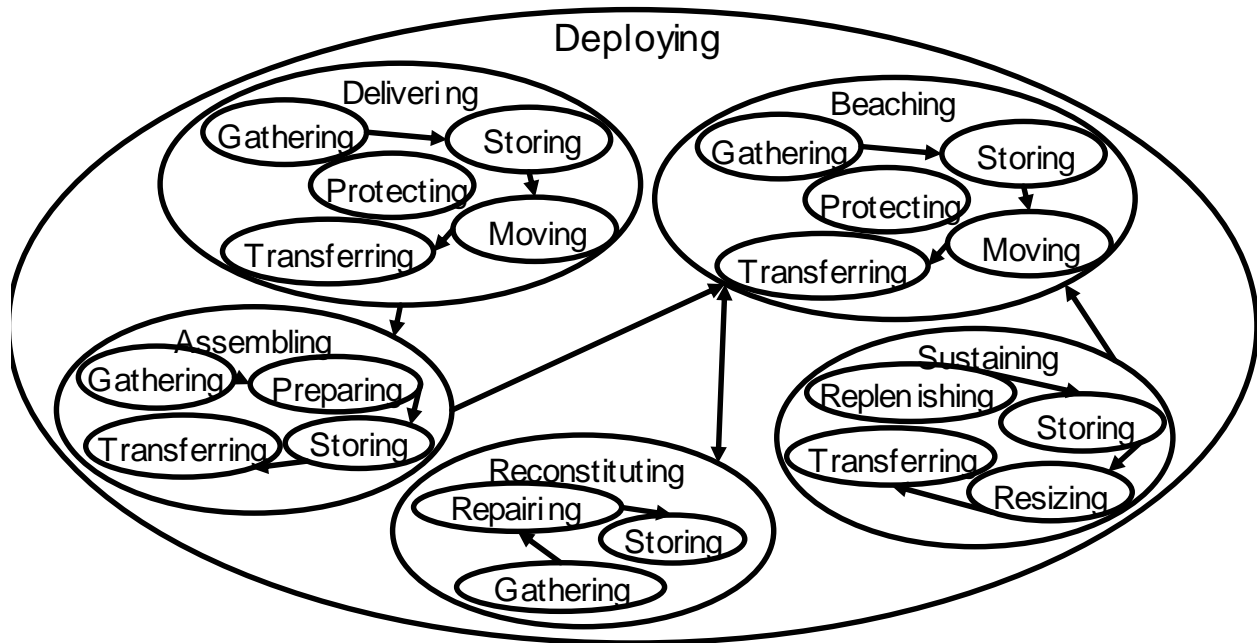 Deploying
Delivering
Gathering
Storing
Protecting
Moving
Transferring
Beaching
Gathering
Storing
Protecting
Moving
Transferring
Assembling
Gathering
Preparing
Storing
Transferring
Reconstituting
Repairing
Storing
Gathering
Sustaining
Replenishing
Storing
Transferring
Resizing